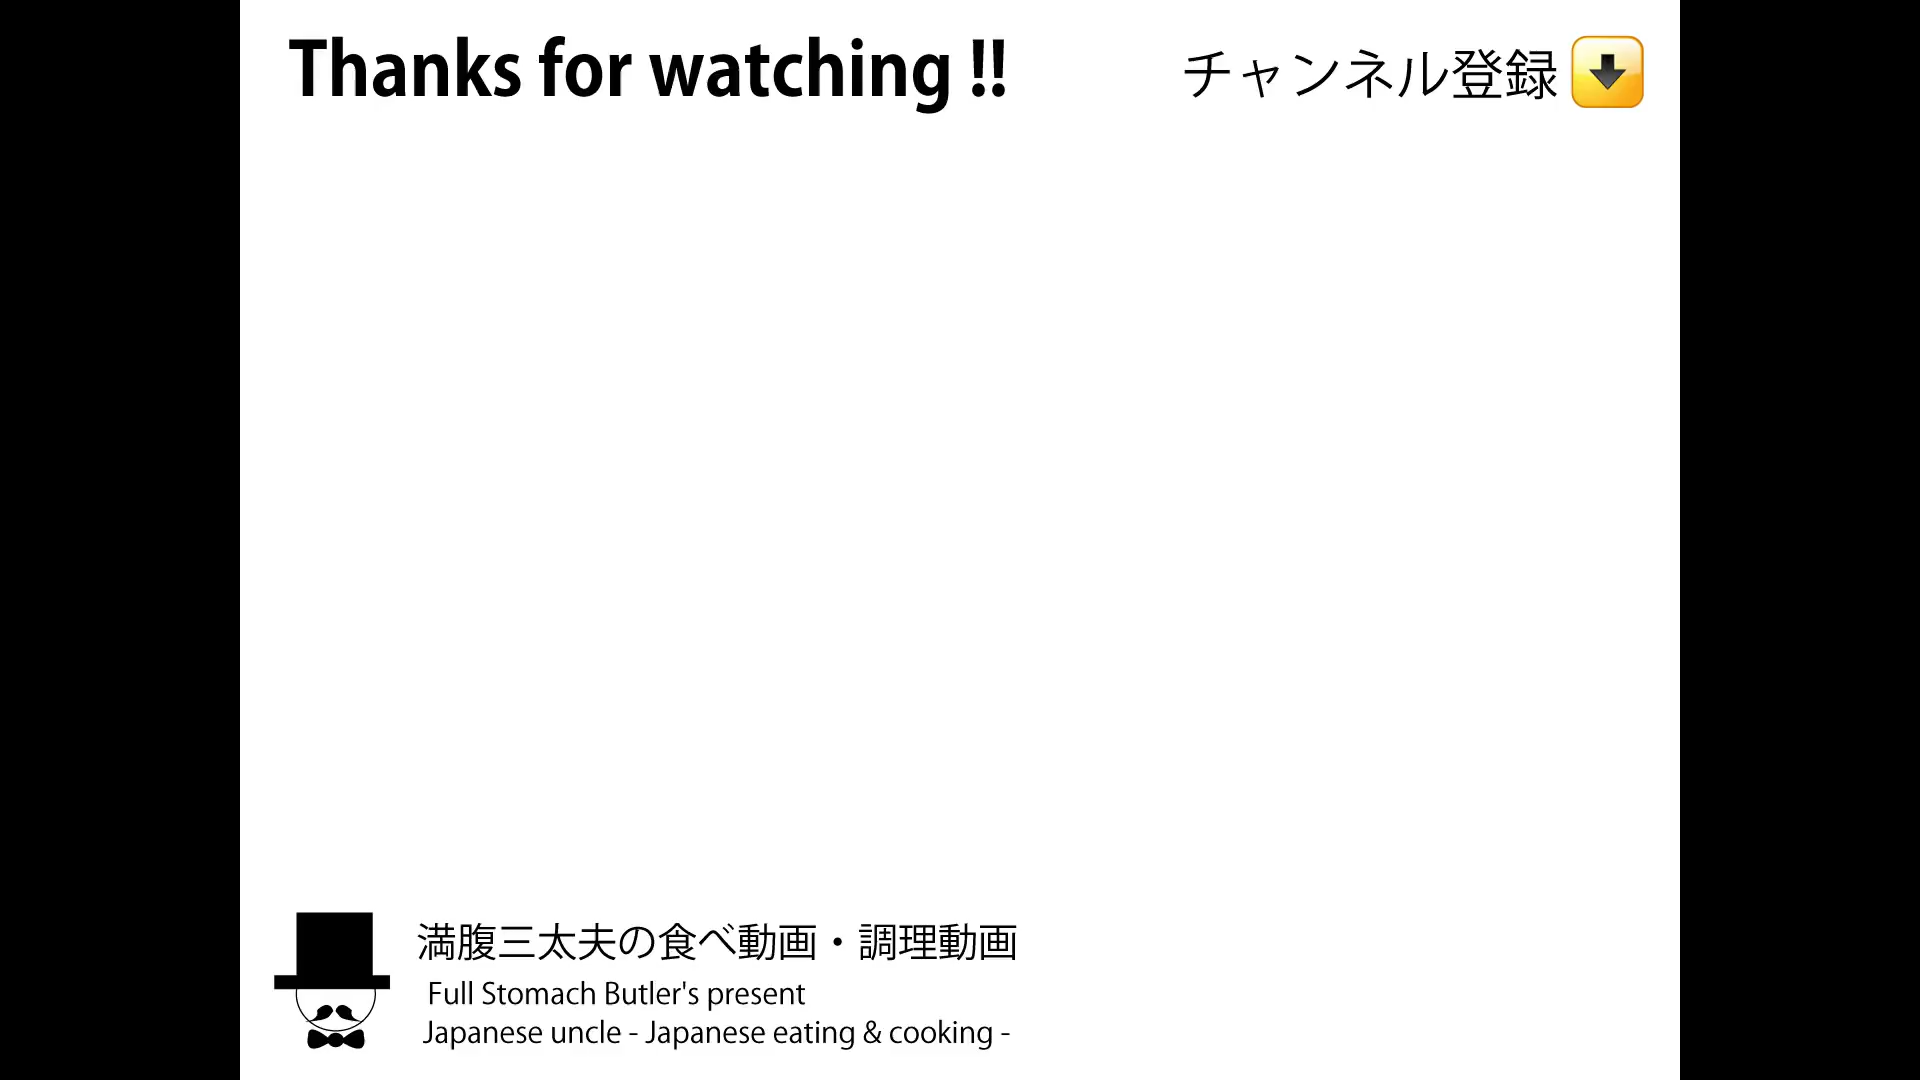 Thanks for watching !!
チャンネル登録
満腹三太夫の食べ動画・調理動画
Full Stomach Butler's present
Japanese uncle - Japanese eating & cooking -